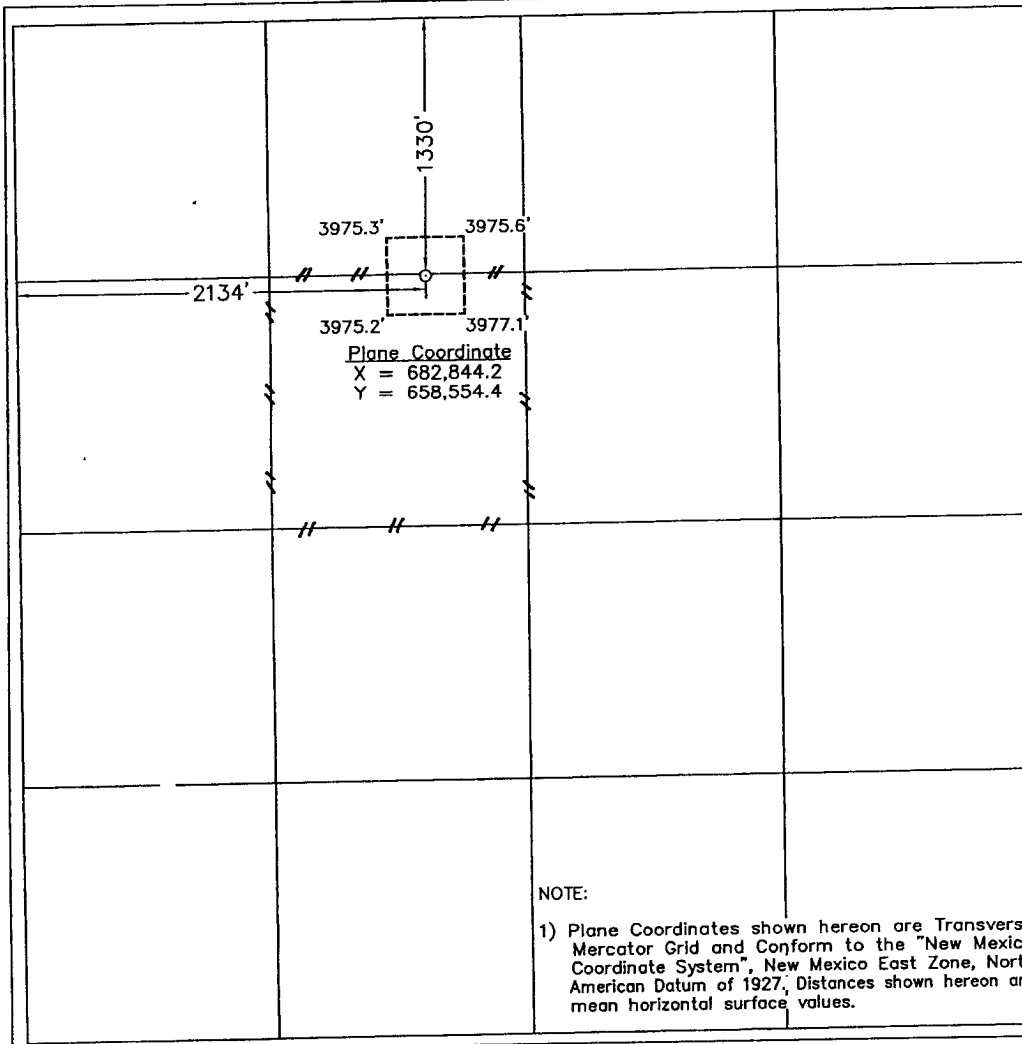 1330'
3975.3' 3975.6'
2134'
3975.2' 3977.1'
Plane Coordinate
X = 682,844.2
Y = 658,554.4
NOTE:
1) Plane Coordinates shown hereon are Transvers
Mercator Grid and Conform to the "New Mexic
Coordinate System", New Mexico East Zone, Nort
American Datum of 1927. Distances shown hereon ar
mean horizontal surface values.